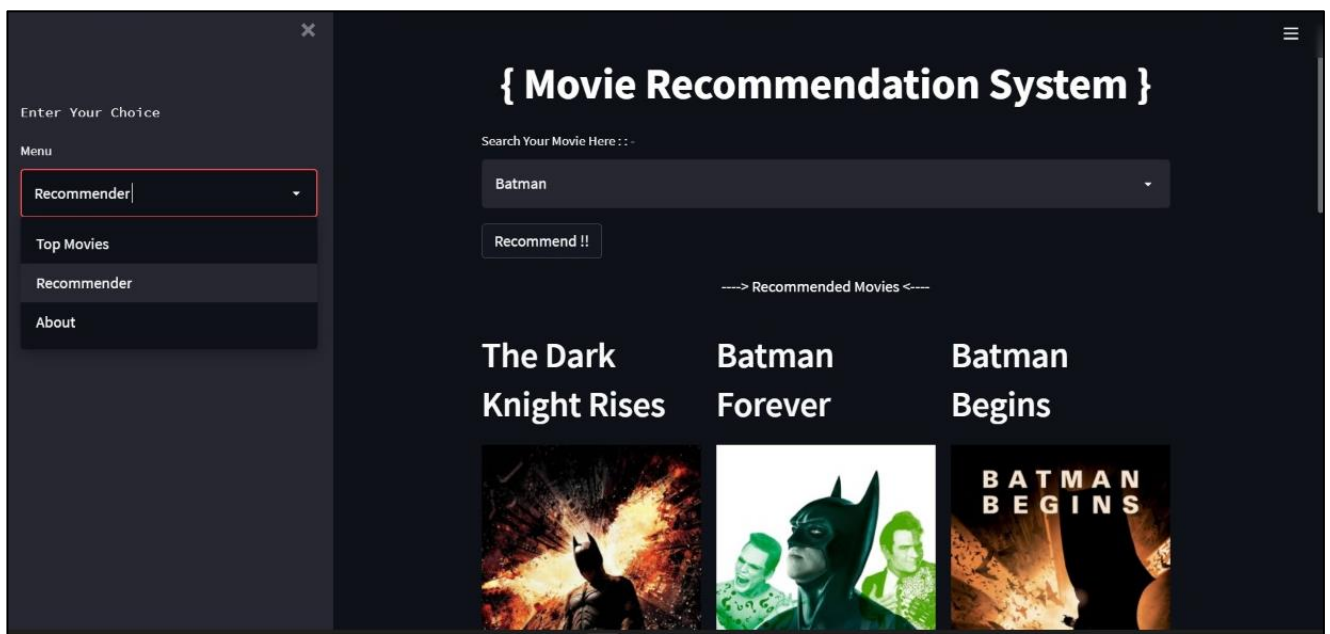 Enter Your Choice
Menu
Recommender
Top Movies
Recommender
About
{ Movie Recommendation System }
Search Your Movie Here : : -
Batman
Recommend !!
----> Recommended Movies <----
The Dark
Knight Rises
Batman
Forever
Batman
Begins
BATMAN
BEGINS